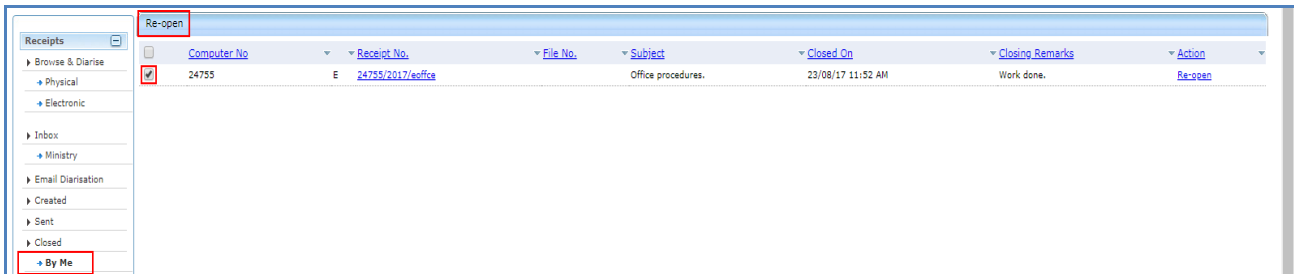 Re-open
Receipts
Browse & Diarise
Physical
Electronic
Inbox
Ministry
Email Diarisation
Created
Sent
Closed
By Me
Computer No Receipt No. File No. Subject Closed On Closing Remarks Action
24755 E 24755/2017/eoffce Office procedures. 23/08/17 11:52 AM Work done. Re-open